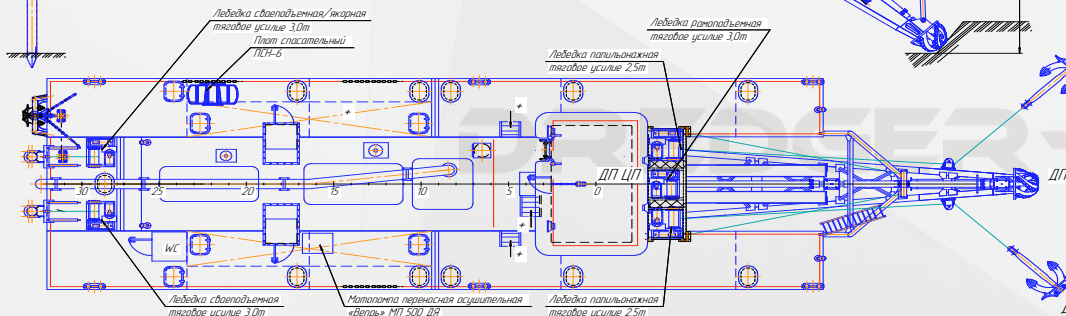 Лебедка сваеподъемная/якорная
тяговое усилие 3,0т
Плот спасательный
ПСН-6
Лебедка рамоподъемная
тяговое усилие 3,0т
Лебедка папильонажная
тяговое усилие 2,5т
DREDGER
ДП ЦП
ДП
30 25 20 15 10 5 0
WC
Лебедка сваеподъемная
тяговое усилие 3,0т
Мотопомпа переносная осушительная
«Вепрь» МП 500 ДЯ
Лебедка папильонажная
тяговое усилие 2,5т